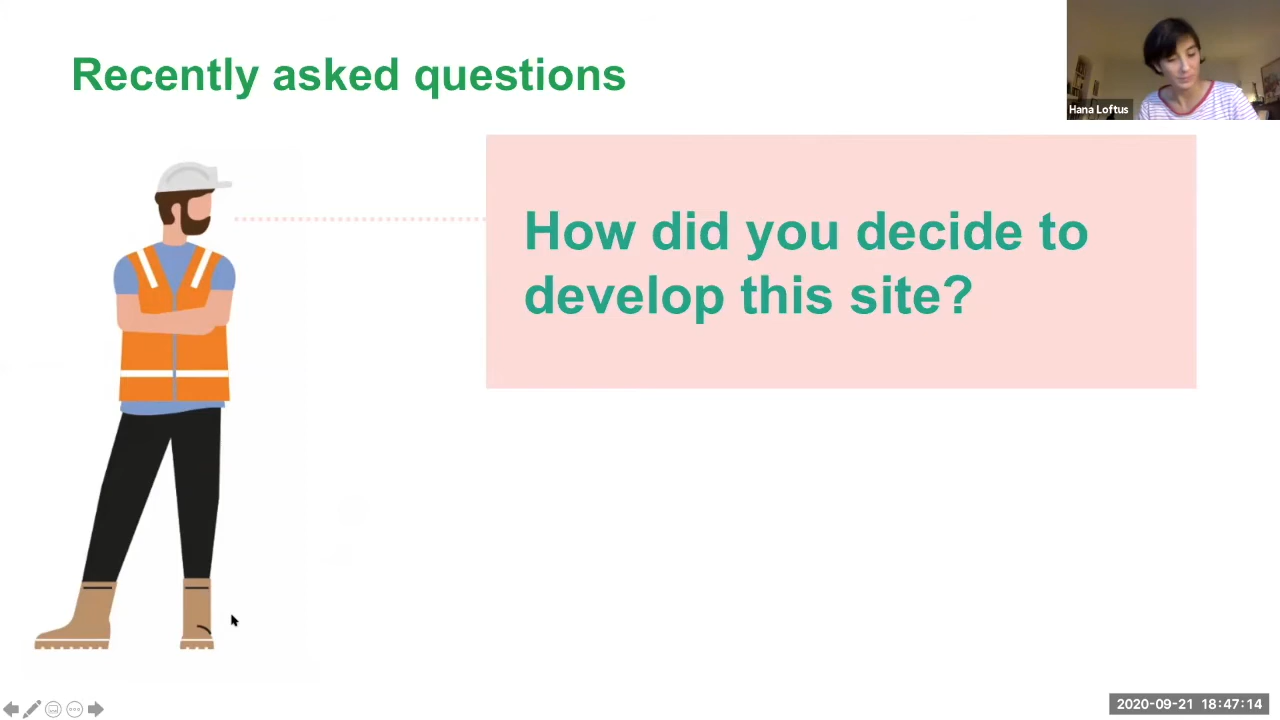 Recently asked questions
Hana Loftus
How did you decide to
develop this site?
2020-09-21 18:47:14